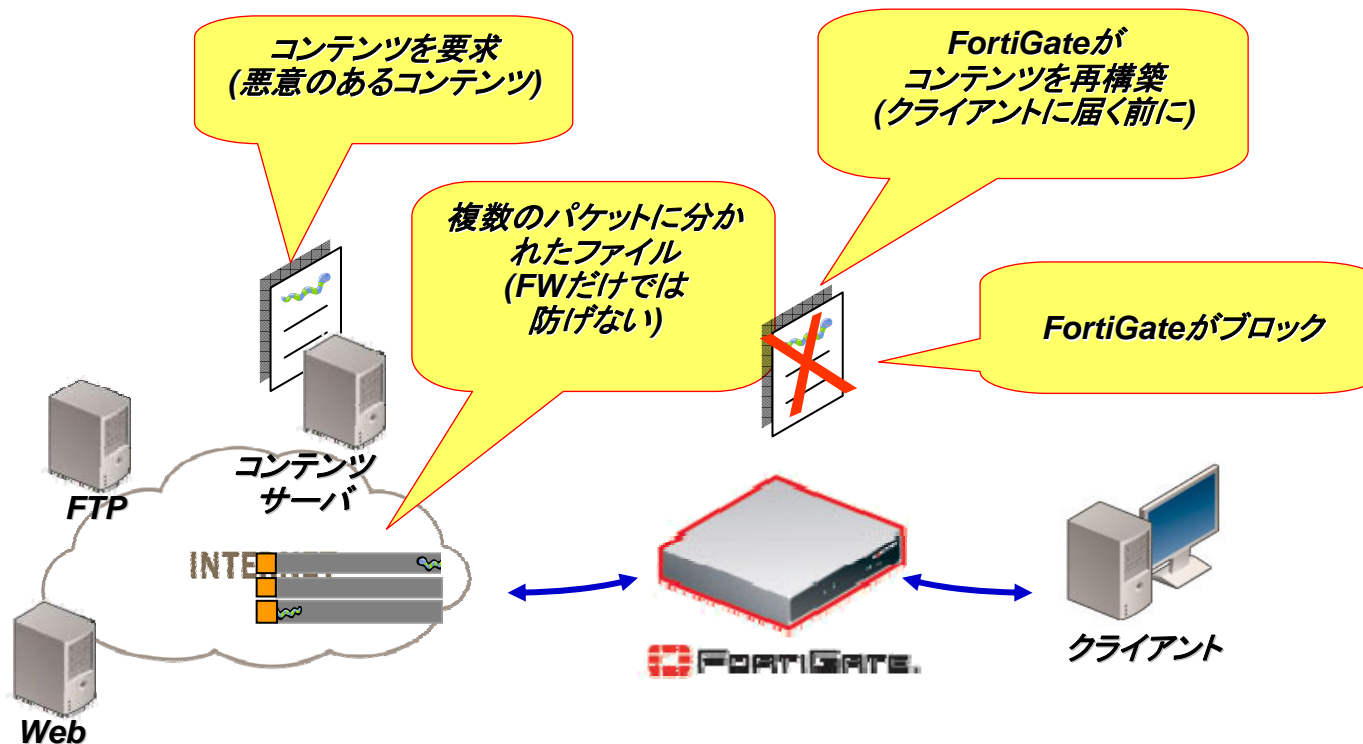 コンテンツを要求
(悪意のあるコンテンツ)
FortiGateが
コンテンツを再構築
(クライアントに届く前に)
複数のパケットに分か
れたファイル
(FWだけでは
防げない)
FortiGateがブロック
コンテンツ
サーバ
FTP
INTERNET
FORTIGATE.
クライアント
Web